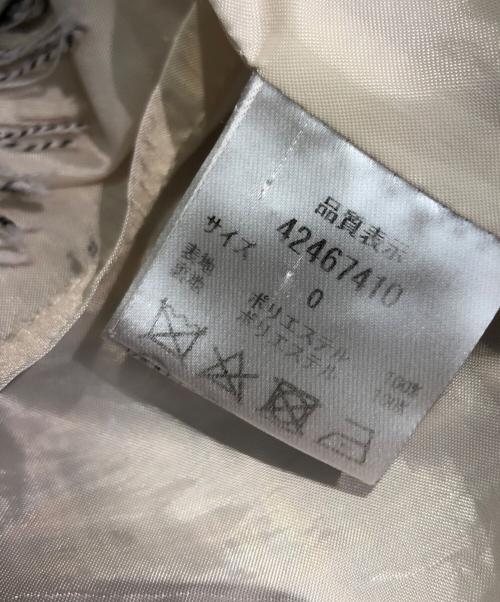 品質表示
42467410
サイズ 0
表地 ポリエステル 100%
裏地 ポリエステル 100%